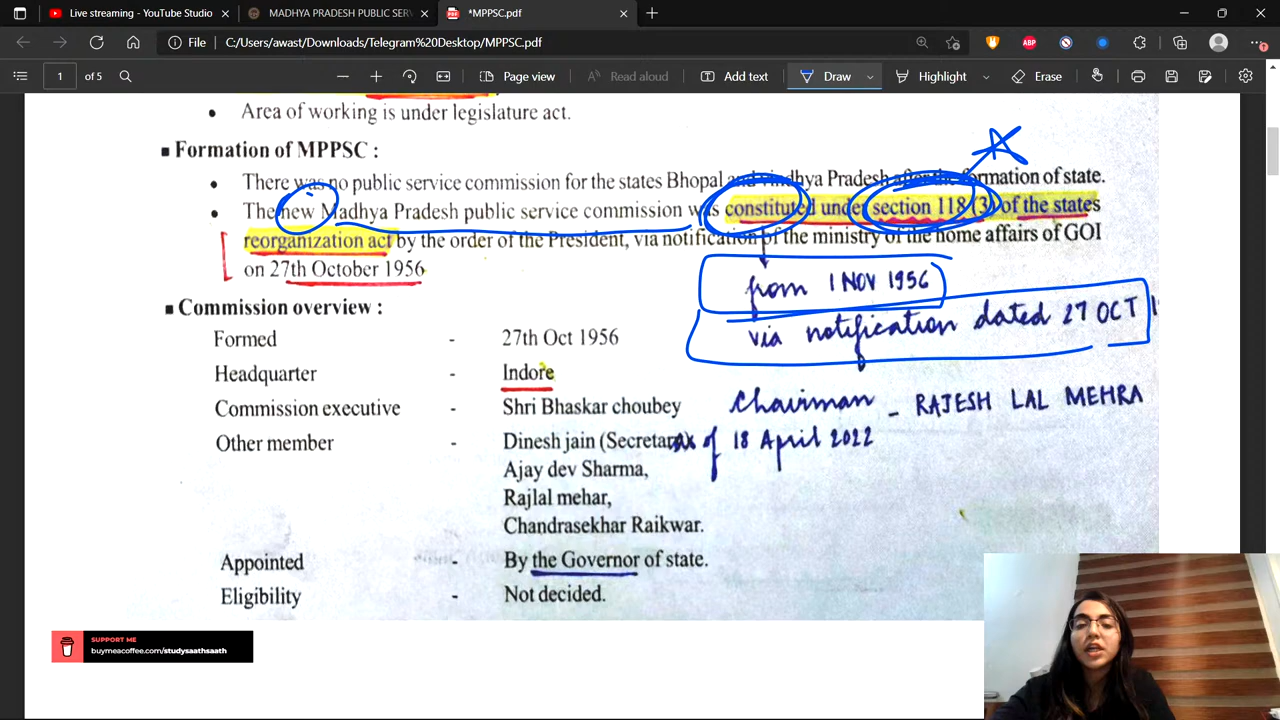 Live streaming - YouTube Studio
MADHYA PRADESH PUBLIC SERV
*MPPSC.pdf
File C:/Users/awast/Downloads/Telegram%20Desktop/MPPSC.pdf
1 of 5
Page view
Read aloud
Add text
Draw
Highlight
Erase
ABP
• Area of working is under legislature act.
▪ Formation of MPPSC :
• There was no public service commission for the states Bhopal and vindhya Pradesh after the formation of state.
• The new Madhya Pradesh public service commission was constituted under section 118 (3) of the states
reorganization act by the order of the President, via notification of the ministry of the home affairs of GOI
on 27th October 1956
from 1 NOV 1956
via notification dated 27 OCT 1
▪ Commission overview :
Formed - 27th Oct 1956
Headquarter - Indore
Commission executive - Shri Bhaskar choubey
Chairman - RAJESH LAL MEHRA
Other member - Dinesh jain (Secretar
As of 18 April 2022
Ajay dev Sharma,
Rajlal mehar,
Chandrasekhar Raikwar.
Appointed - By the Governor of state.
Eligibility - Not decided.
SUPPORT ME
buymeacoffee.com/studysaathsaath